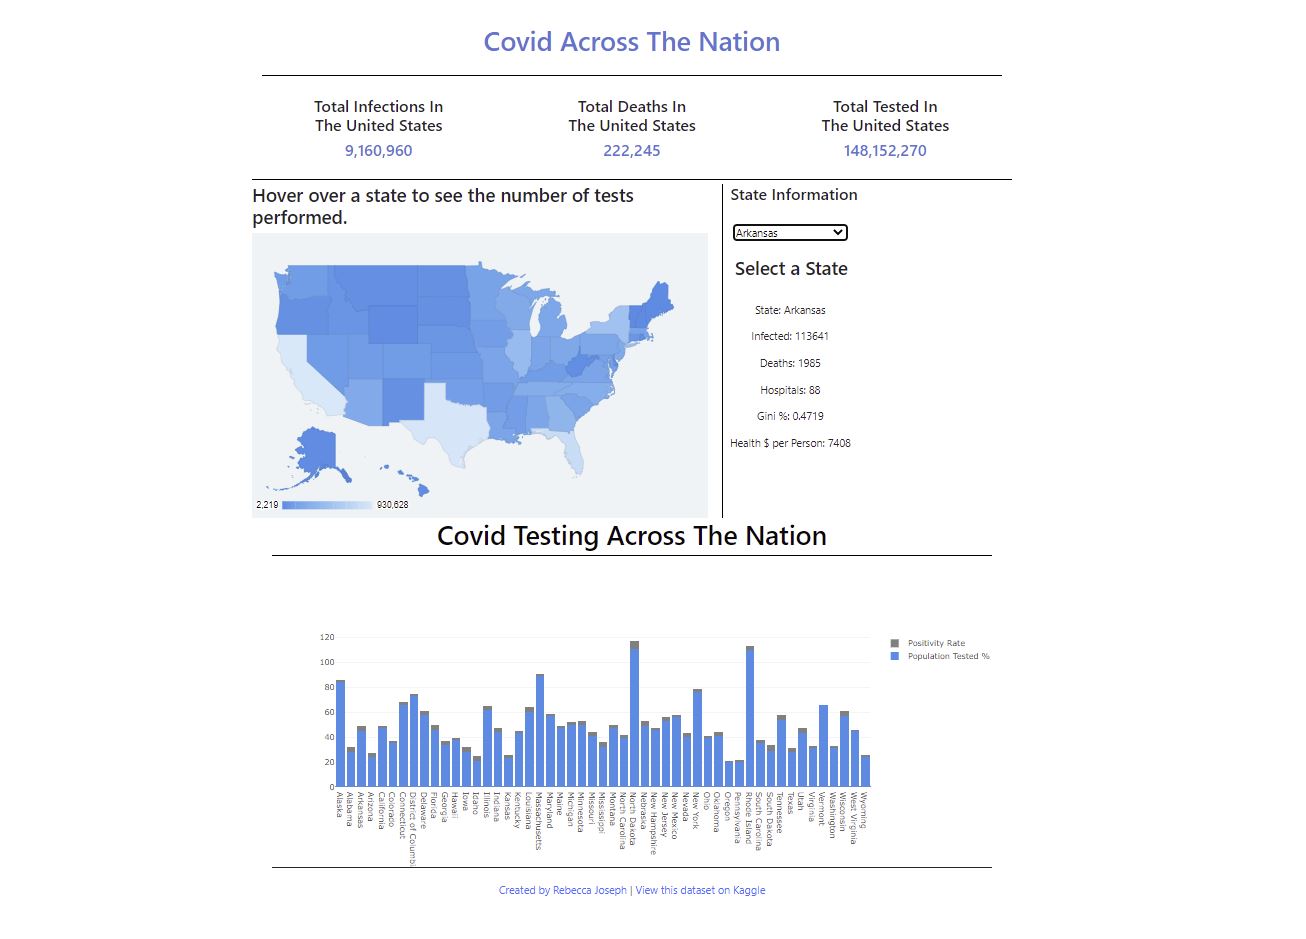 Covid Across The Nation
Total Infections In
The United States
9,160,960
Total Deaths In
The United States
222,245
Total Tested In
The United States
148,152,270
Hover over a state to see the number of tests
performed.
2,219
930,628
State Information
Arkansas
Select a State
State: Arkansas
Infected: 113641
Deaths: 1985
Hospitals: 88
Gini %: 0.4719
Health $ per Person: 7408
Covid Testing Across The Nation
120
100
80
60
40
20
0
Positivity Rate
Population Tested %
Alaska
Alabama
Arkansas
Arizona
California
Colorado
Connecticut
District of Columbi
Delaware
Florida
Georgia
Hawaii
Iowa
Idaho
Illinois
Indiana
Kansas
Kentucky
Louisiana
Massachusetts
Maryland
Maine
Michigan
Minnesota
Missouri
Mississippi
Montana
North Carolina
North Dakota
Nebraska
New Hampshire
New Jersey
New Mexico
Nevada
New York
Ohio
Oklahoma
Oregon
Pennsylvania
Rhode Island
South Carolina
South Dakota
Tennessee
Texas
Utah
Virginia
Vermont
Washington
Wisconsin
West Virginia
Wyoming
Created by Rebecca Joseph | View this dataset on Kaggle